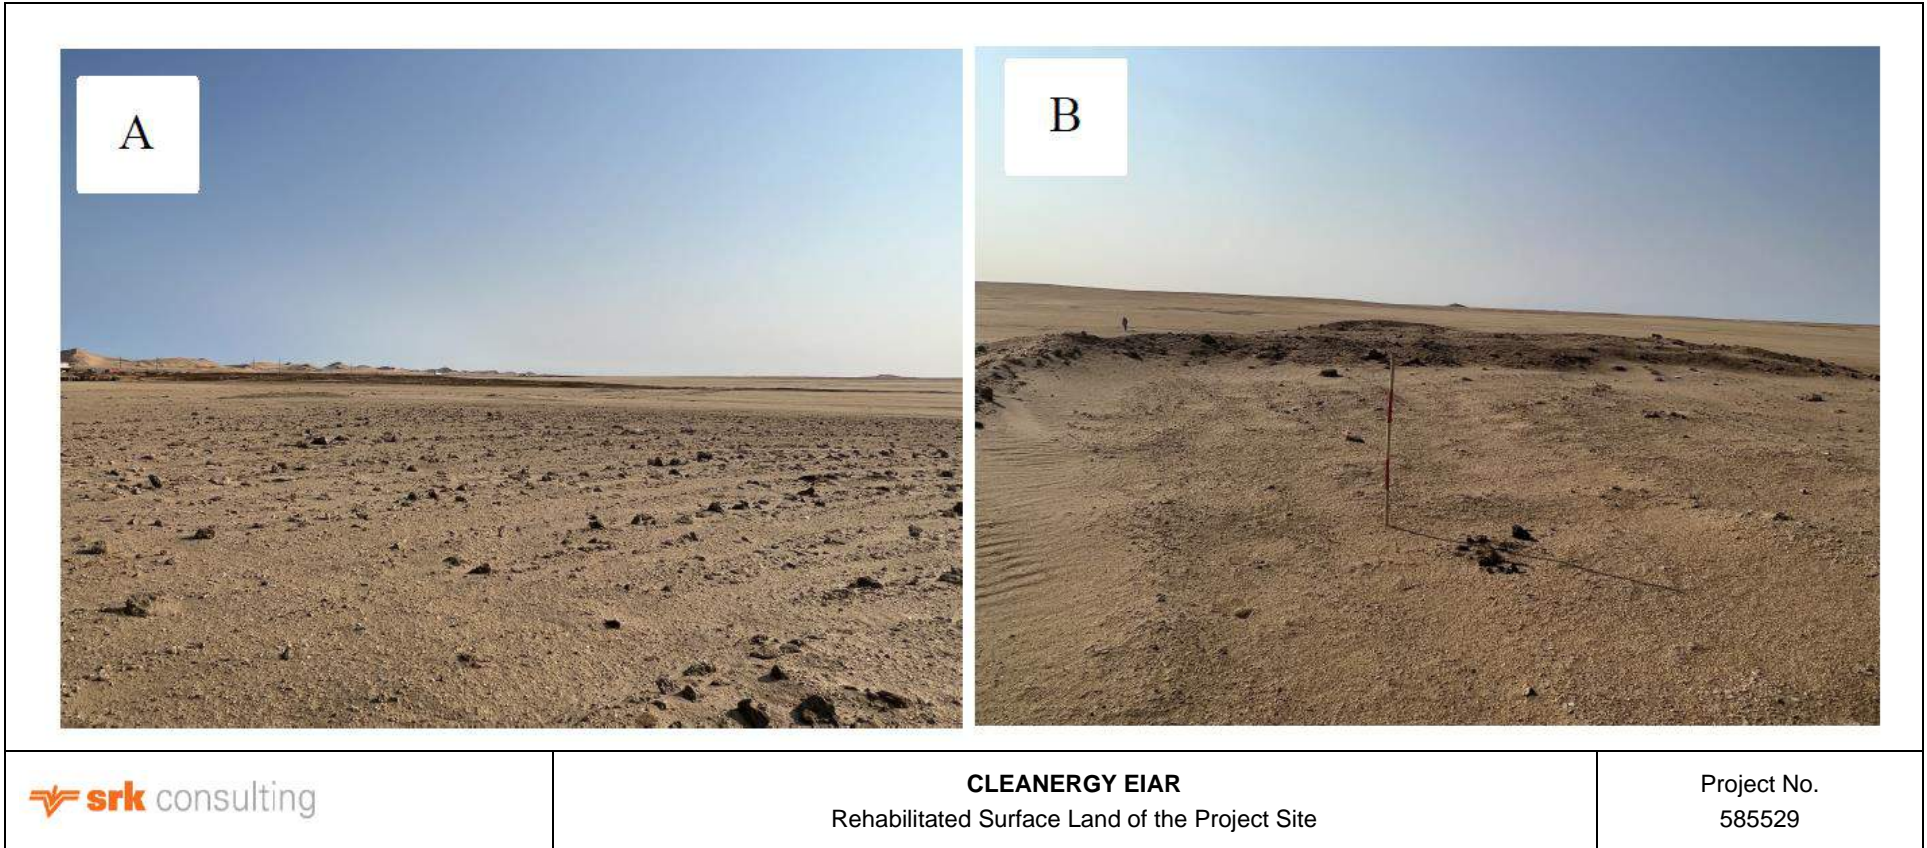 A
B
srk consulting
CLEANERGY EIAR
Rehabilitated Surface Land of the Project Site
Project No.
585529